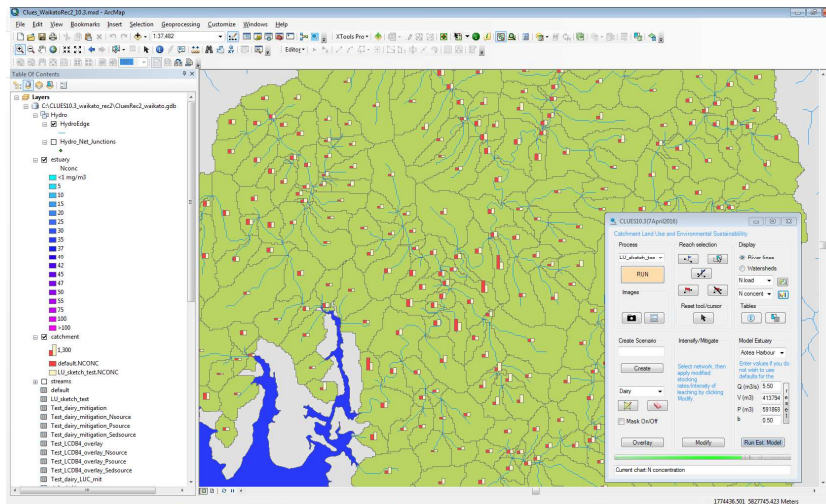 Clues_WaikatoRec2_10.3.mxd - ArcMap
File Edit View Bookmarks Insert Selection Geoprocessing Customize Windows Help
1:37,482
XTools Pro
Editor
Table Of Contents
Layers
C:\CLUES10.3_waikato_rec2\CluesRec2_waikato.gdb
Hydro
HydroEdge
Hydro_Net_Junctions
estuary
Nconc
<1 mg/m3
5
10
15
20
25
30
35
37
40
42
45
47
50
55
75
100
>100
catchment
1,300
default.NCONC
LU_sketch_test.NCONC
streams
default
LU_sketch_test
Test_dairy_mitigation
Test_dairy_mitigation_Nsource
Test_dairy_mitigation_Psource
Test_dairy_mitigation_Sedsource
Test_LCDB4_overlay
Test_LCDB4_overlay_Nsource
Test_LCDB4_overlay_Psource
Test_LCDB4_overlay_Sedsource
Test_dairy_LUC_mit
CLUES10.3(7April2016)
Catchment Land Use and Environmental Sustainability
Process Reach selection Display
LU_sketch_tes
River lines
Watersheds
RUN
N load
Images
N concent
Reset tool/cursor Tables
Create Scenario Intensify/Mitigate Model Estuary
Aotea Harbour
Create
Select network, then
apply modified
stocking
rates/intensity of
leaching by clicking
Modify.
Enter values if you do
not wish to use
defaults for the
Q (m3/s) 5.50
V (m3) 413794
P (m3) 591869
b 0.50
reset
Dairy
Mask On/Off
Overlay Modify Run Est. Model
Current chart: N concentration
1774436.501 5827745.423 Meters